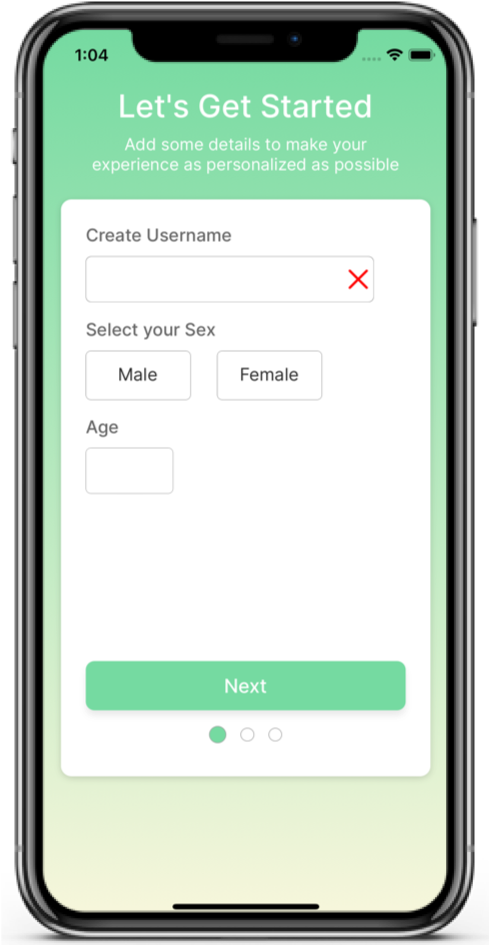 1:04
Let's Get Started
Add some details to make your
experience as personalized as possible
Create Username
Select your Sex
Male Female
Age
Next